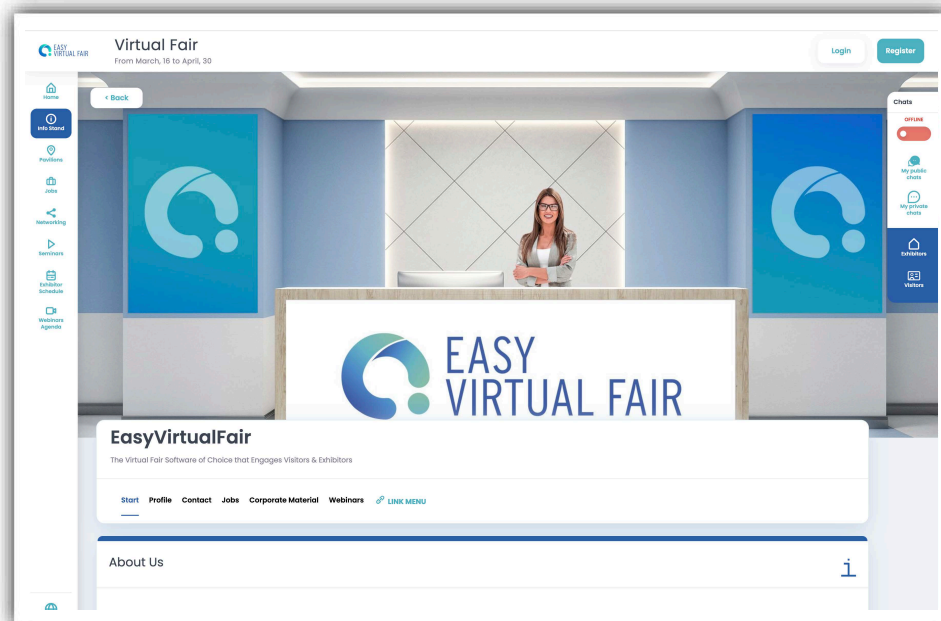 EASY
VIRTUAL FAIR
Virtual Fair
From March, 16 to April, 30
Login
Register
Home
Info Stand
Pavilions
Jobs
Networking
Seminars
Exhibitor
Schedule
Webinars
Agenda
< Back
Chats
OFFLINE
My public
chats
My private
chats
Exhibitors
Visitors
EASY
VIRTUAL FAIR
EasyVirtualFair
The Virtual Fair Software of Choice that Engages Visitors & Exhibitors
Start Profile Contact Jobs Corporate Material Webinars LINK MENU
About Us
i